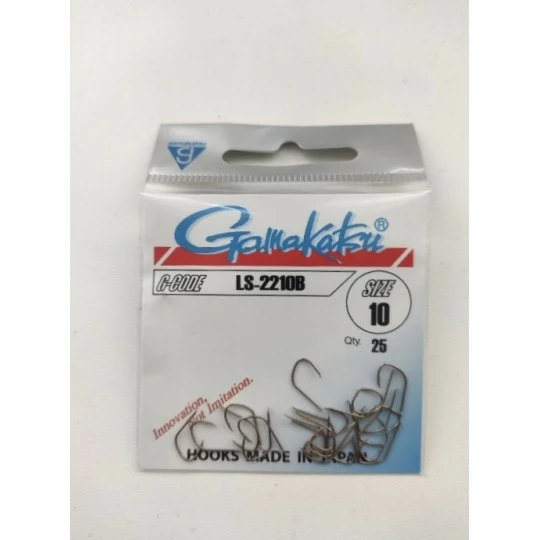 Gamakatsu®
G-CODE LS-2210B
SIZE
10
Qty. 25
Innovation,
not Imitation.
HOOKS MADE IN JAPAN